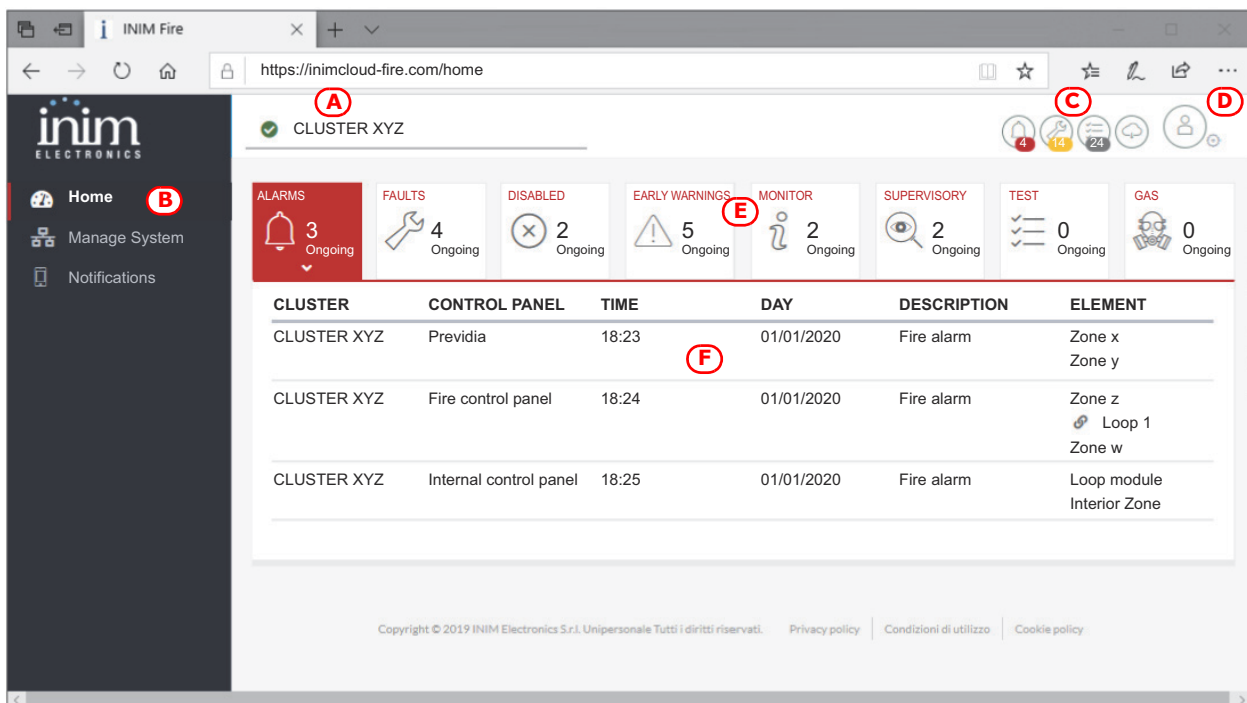 INIM Fire
https://inimcloud-fire.com/home
A
C
D
inim
ELECTRONICS
CLUSTER XYZ
4
14
24
Home
B
Manage System
Notifications
ALARMS
3
Ongoing
FAULTS
4
Ongoing
DISABLED
2
Ongoing
EARLY WARNINGS
5
Ongoing
E
MONITOR
2
Ongoing
SUPERVISORY
2
Ongoing
TEST
0
Ongoing
GAS
0
Ongoing
CLUSTER CONTROL PANEL TIME DAY DESCRIPTION ELEMENT
CLUSTER XYZ Previdia 18:23 01/01/2020 Fire alarm Zone x
Zone y
F
CLUSTER XYZ Fire control panel 18:24 01/01/2020 Fire alarm Zone z
Loop 1
Zone w
CLUSTER XYZ Internal control panel 18:25 01/01/2020 Fire alarm Loop module
Interior Zone
Copyright © 2019 INIM Electronics S.r.l. Unipersonale Tutti i diritti riservati. Privacy policy Condizioni di utilizzo Cookie policy